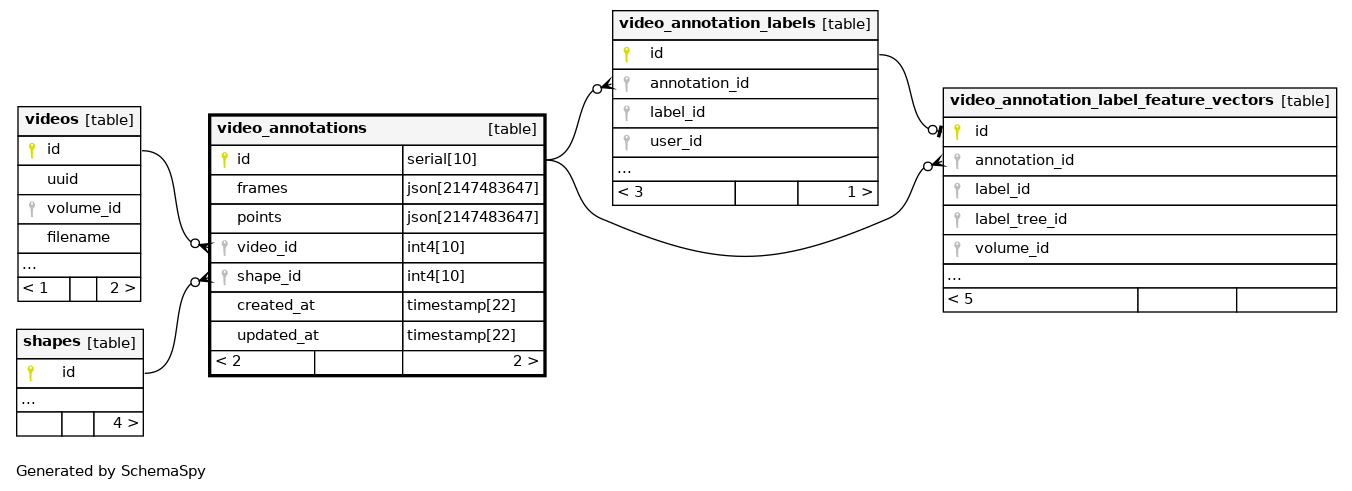 videos [table]
id
uuid
volume_id
filename
...
< 1 2 >
shapes [table]
id
...
4 >
video_annotations [table]
id serial[10]
frames json[2147483647]
points json[2147483647]
video_id int4[10]
shape_id int4[10]
created_at timestamp[22]
updated_at timestamp[22]
< 2 2 >
video_annotation_labels [table]
id
annotation_id
label_id
user_id
...
< 3 1 >
video_annotation_label_feature_vectors [table]
id
annotation_id
label_id
label_tree_id
volume_id
...
< 5
Generated by SchemaSpy